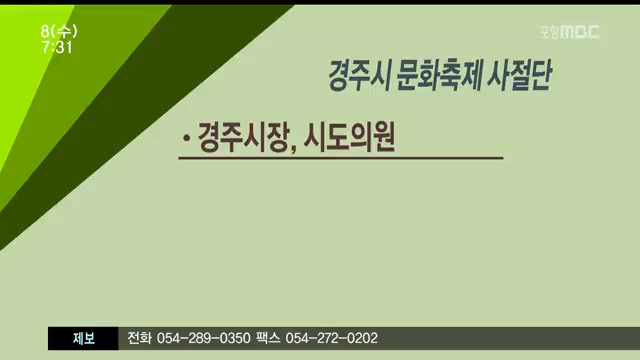 8(수)
7:31
포항MBC
경주시 문화축제 사절단
• 경주시장, 시도의원
제보 전화 054-289-0350 팩스 054-272-0202